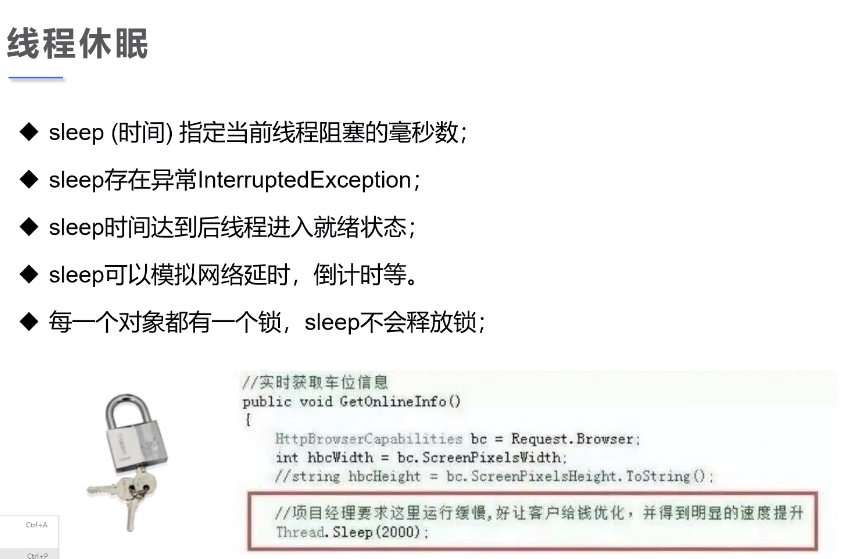 线程休眠
◆ sleep (时间) 指定当前线程阻塞的毫秒数；
◆ sleep存在异常InterruptedException；
◆ sleep时间达到后线程进入就绪状态；
◆ sleep可以模拟网络延时，倒计时等。
◆ 每一个对象都有一个锁，sleep不会释放锁；
//实时获取车位信息
public void GetOnlineInfo()
{
HttpBrowserCapabilities bc = Request.Browser;
int hbcWidth = bc.ScreenPixelsWidth;
//string hbcHeight = bc.ScreenPixelsHeight.ToString();
//项目经理要求这里运行缓慢,好让客户给钱优化，并得到明显的速度提升
Thread.Sleep(2000);
Ctrl+A
Ctrl+P